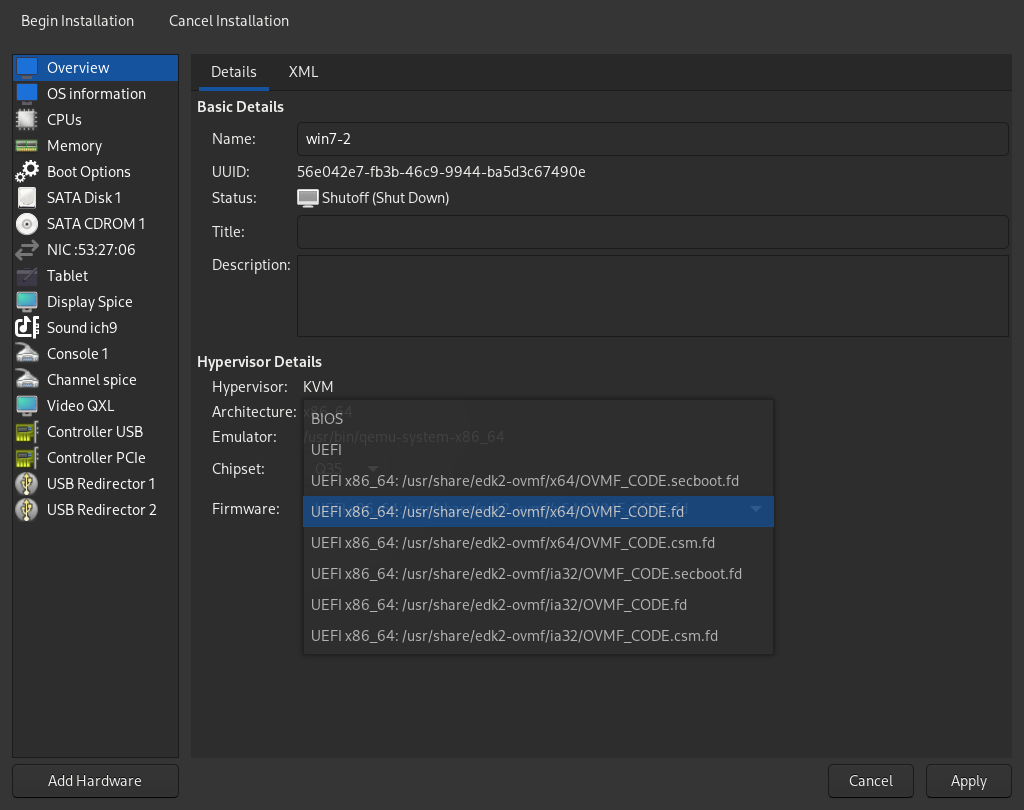 Begin Installation Cancel Installation
Overview
OS information
CPUs
Memory
Boot Options
SATA Disk 1
SATA CDROM 1
NIC :53:27:06
Tablet
Display Spice
Sound ich9
Console 1
Channel spice
Video QXL
Controller USB
Controller PCIe
USB Redirector 1
USB Redirector 2
Add Hardware
Details XML
Basic Details
Name: win7-2
UUID: 56e042e7-fb3b-46c9-9944-ba5d3c67490e
Status: Shutoff (Shut Down)
Title:
Description:
Hypervisor Details
Hypervisor: KVM
Architecture: x86_64
Emulator: /usr/bin/qemu-system-x86_64
Chipset: Q35
Firmware:
BIOS
UEFI
UEFI x86_64: /usr/share/edk2-ovmf/x64/OVMF_CODE.secboot.fd
UEFI x86_64: /usr/share/edk2-ovmf/x64/OVMF_CODE.fd
UEFI x86_64: /usr/share/edk2-ovmf/x64/OVMF_CODE.csm.fd
UEFI x86_64: /usr/share/edk2-ovmf/ia32/OVMF_CODE.secboot.fd
UEFI x86_64: /usr/share/edk2-ovmf/ia32/OVMF_CODE.fd
UEFI x86_64: /usr/share/edk2-ovmf/ia32/OVMF_CODE.csm.fd
Cancel Apply